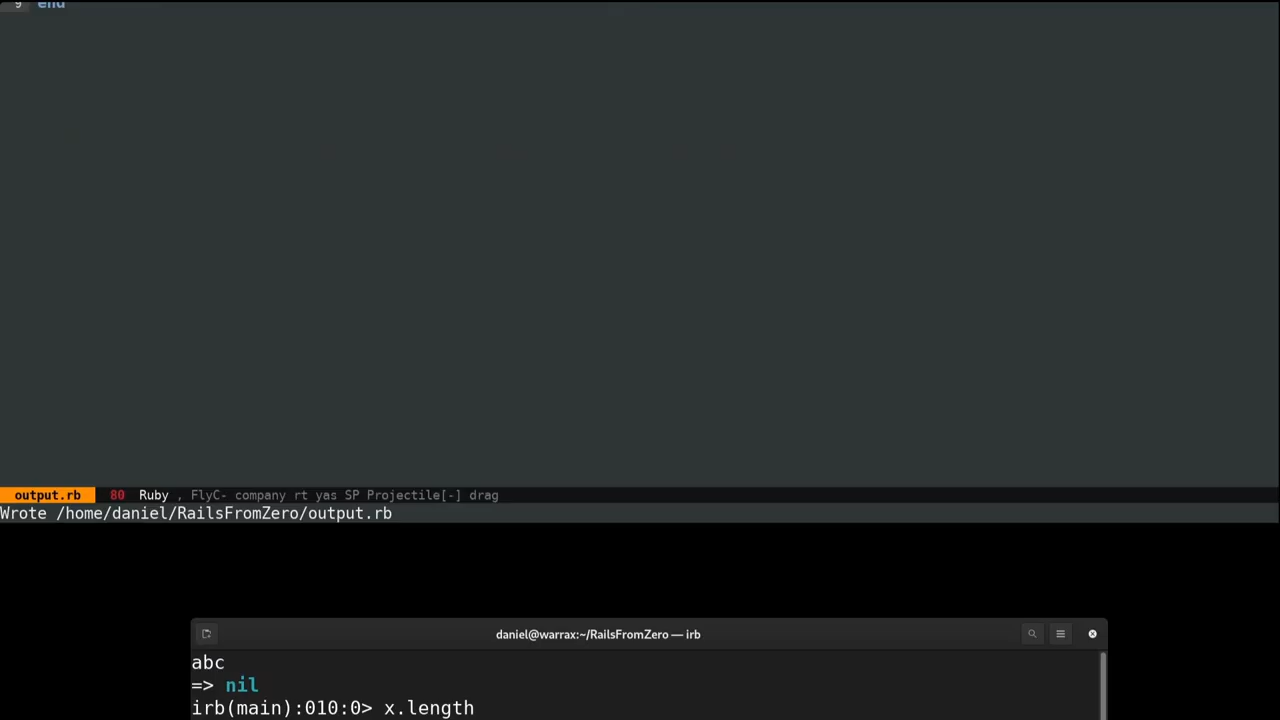 9 end
output.rb 80 Ruby , FlyC- company rt yas SP Projectile[-] drag
Wrote /home/daniel/RailsFromZero/output.rb
daniel@warrax:~/RailsFromZero — irb
abc
=> nil
irb(main):010:0> x.length